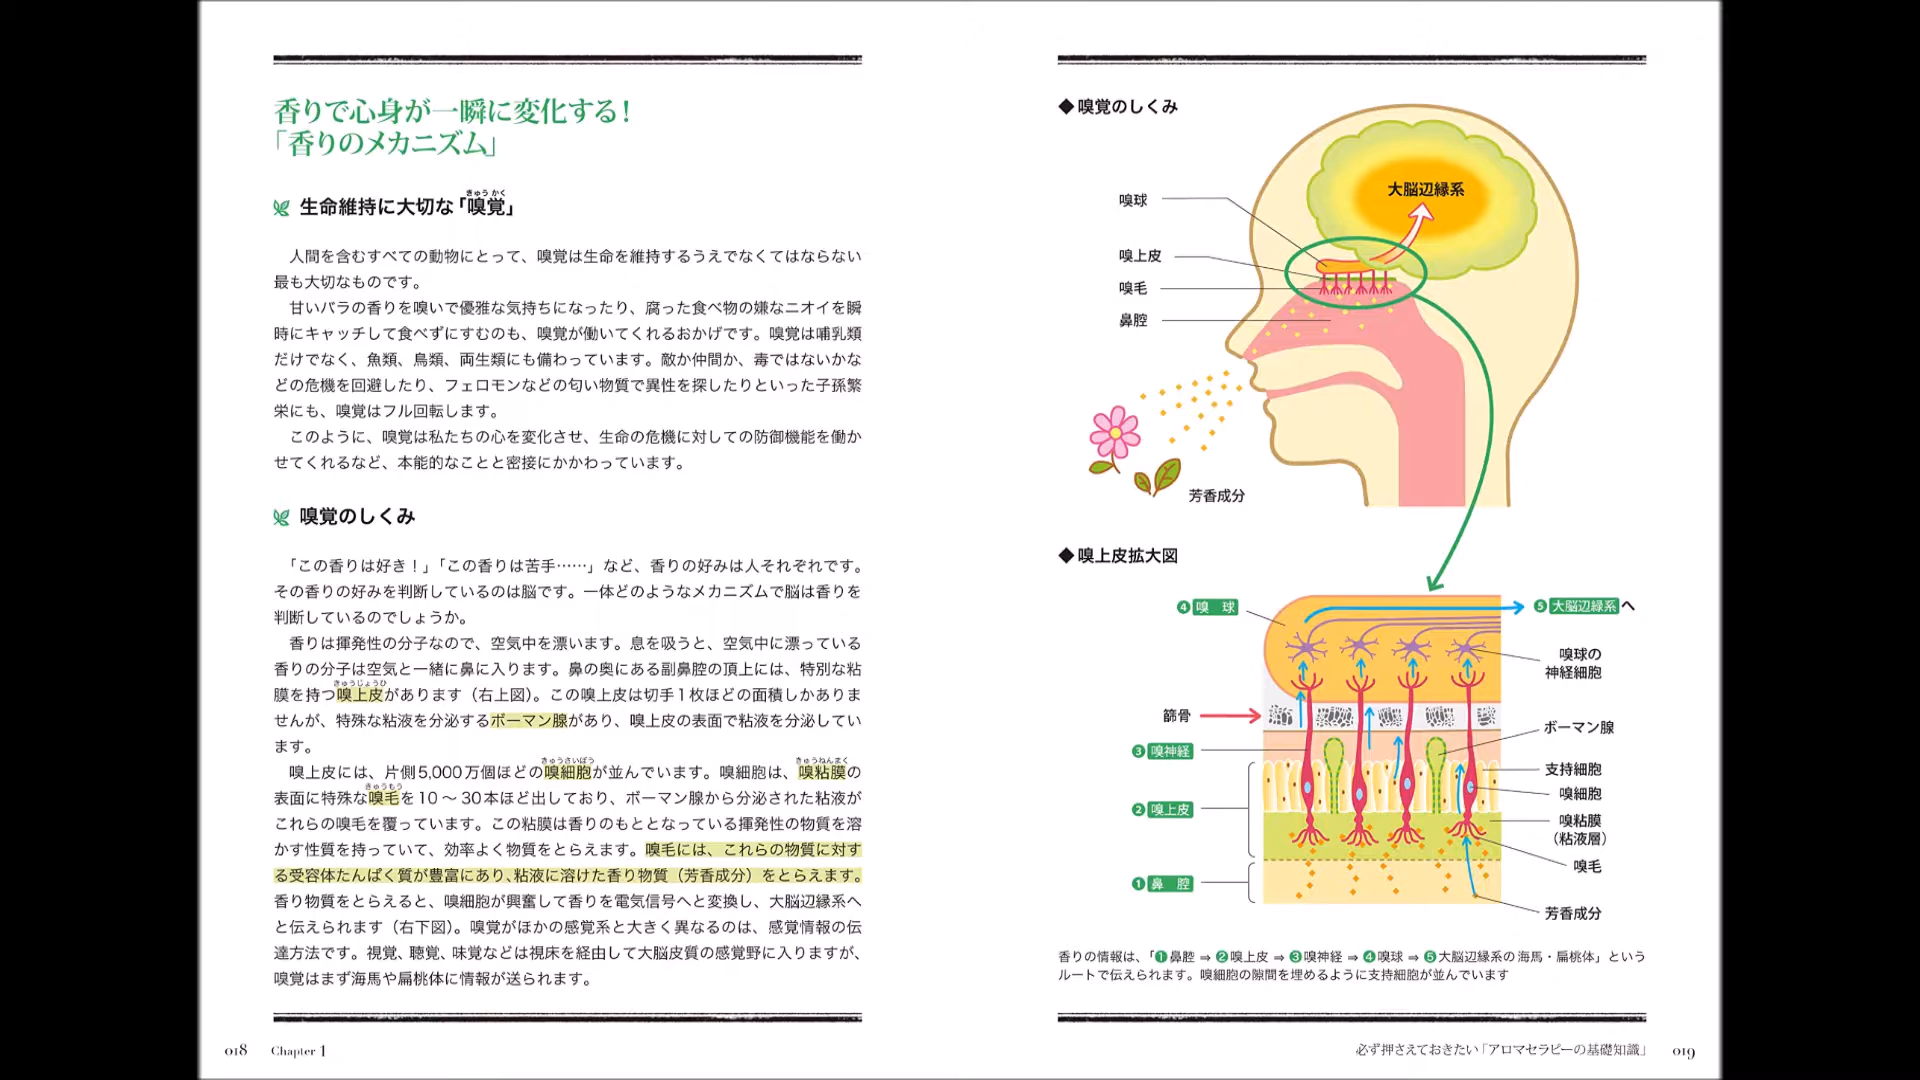 香りで心身が一瞬に変化する！
「香りのメカニズム」
きゅう かく
生命維持に大切な「嗅覚」
人間を含むすべての動物にとって、嗅覚は生命を維持するうえでなくてはならない
最も大切なものです。
甘いバラの香りを嗅いで優雅な気持ちになったり、腐った食べ物の嫌なニオイを瞬
時にキャッチして食べずにすむのも、嗅覚が働いてくれるおかげです。嗅覚は哺乳類
だけでなく、魚類、鳥類、両生類にも備わっています。敵か仲間か、毒ではないかな
どの危機を回避したり、フェロモンなどの匂い物質で異性を探したりといった子孫繁
栄にも、嗅覚はフル回転します。
このように、嗅覚は私たちの心を変化させ、生命の危機に対しての防御機能を働か
せてくれるなど、本能的なことと密接にかかわっています。
嗅覚のしくみ
「この香りは好き！」「この香りは苦手……」など、香りの好みは人それぞれです。
その香りの好みを判断しているのは脳です。一体どのようなメカニズムで脳は香りを
判断しているのでしょうか。
香りは揮発性の分子なので、空気中を漂います。息を吸うと、空気中に漂っている
香りの分子は空気と一緒に鼻に入ります。鼻の奥にある副鼻腔の頂上には、特別な粘
きゅうじょうひ
膜を持つ嗅上皮があります（右上図）。この嗅上皮は切手1枚ほどの面積しかありま
せんが、特殊な粘液を分泌するボーマン腺があり、嗅上皮の表面で粘液を分泌してい
ます。
きゅうさいぼう きゅうねんまく
嗅上皮には、片側5,000万個ほどの嗅細胞が並んでいます。嗅細胞は、嗅粘膜の
きゅうもう
表面に特殊な嗅毛を10～30本ほど出しており、ボーマン腺から分泌された粘液が
これらの嗅毛を覆っています。この粘膜は香りのもととなっている揮発性の物質を溶
かす性質を持っていて、効率よく物質をとらえます。嗅毛には、これらの物質に対す
る受容体たんぱく質が豊富にあり、粘液に溶けた香り物質（芳香成分）をとらえます。
香り物質をとらえると、嗅細胞が興奮して香りを電気信号へと変換し、大脳辺縁系へ
と伝えられます（右下図）。嗅覚がほかの感覚系と大きく異なるのは、感覚情報の伝
達方法です。視覚、聴覚、味覚などは視床を経由して大脳皮質の感覚野に入りますが、
嗅覚はまず海馬や扁桃体に情報が送られます。
018 Chapter 1
◆嗅覚のしくみ
大脳辺縁系
嗅球
嗅上皮
嗅毛
鼻腔
芳香成分
◆嗅上皮拡大図
❹嗅 球
❺大脳辺縁系へ
嗅球の
神経細胞
篩骨
ボーマン腺
❸嗅神経
支持細胞
嗅細胞
❷嗅上皮
嗅粘膜
（粘液層）
嗅毛
❶鼻 腔
芳香成分
香りの情報は、「❶鼻腔⇒❷嗅上皮⇒❸嗅神経⇒❹嗅球⇒❺大脳辺縁系の海馬・扁桃体」という
ルートで伝えられます。嗅細胞の隙間を埋めるように支持細胞が並んでいます
必ず押さえておきたい「アロマセラピーの基礎知識」 019